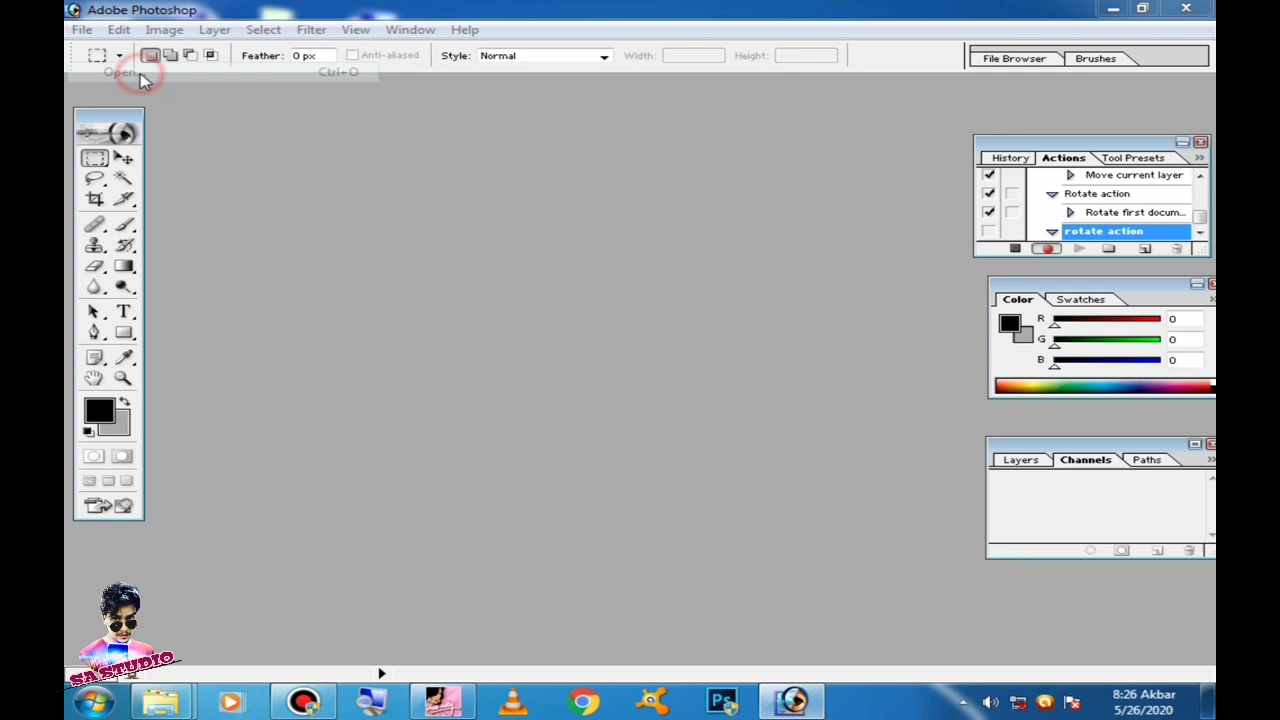 Adobe Photoshop
File Edit Image Layer Select Filter View Window Help
Feather: 0 px Anti-aliased Style: Normal Width: Height: File Browser Brushes
Open... Ctrl+O
History Actions Tool Presets
Move current layer
Rotate action
Rotate first docum...
rotate action
Color Swatches
R 0
G 0
B 0
Layers Channels Paths
SA STUDIO
Ps
8:26 Akbar
5/26/2020